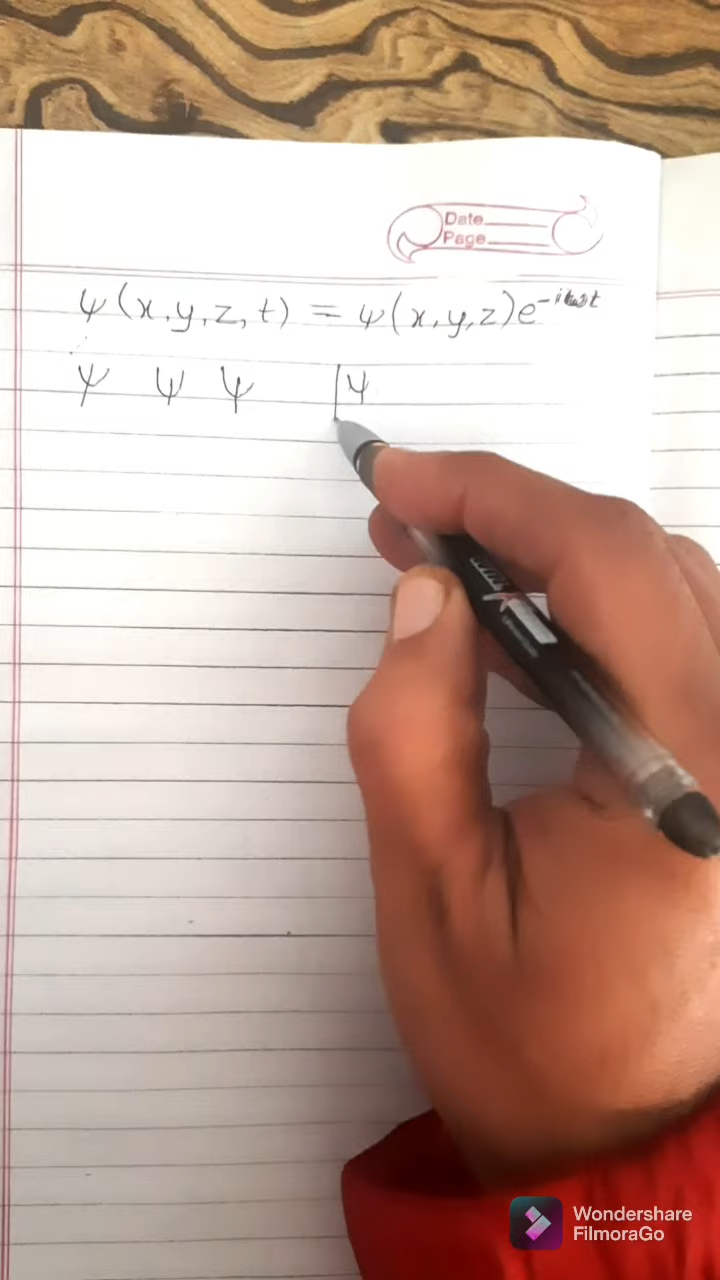 Date
Page
ψ(x,y,z,t) = ψ(x,y,z)e^-iωt
ψ ψ ψ |ψ
Wondershare
FilmoraGo